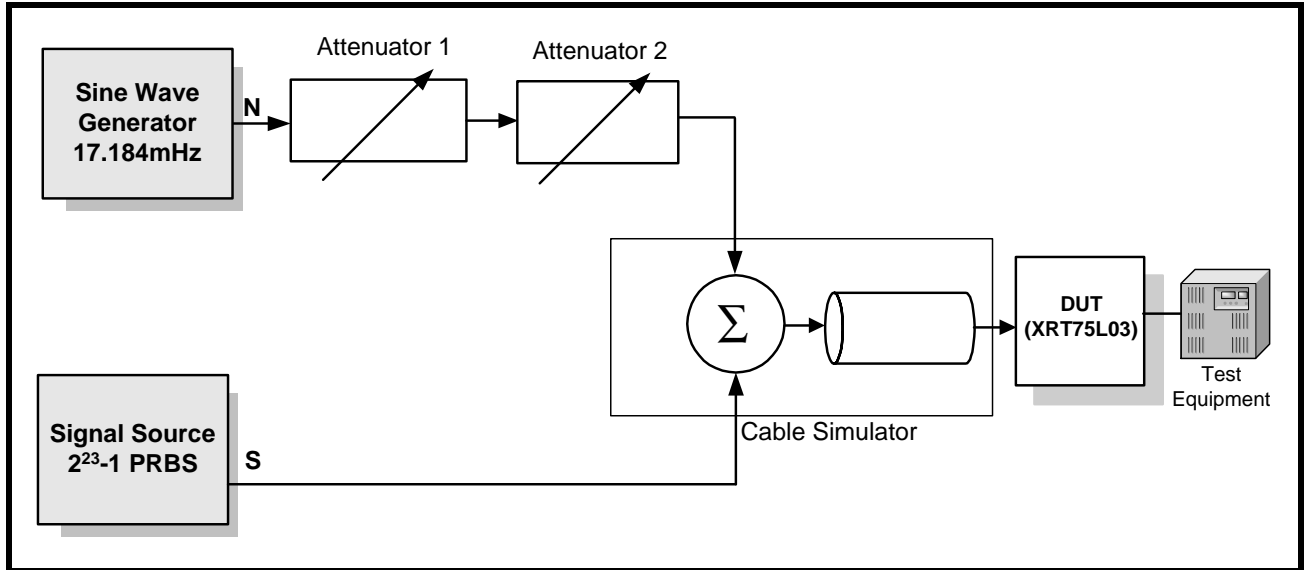 Attenuator 1
Attenuator 2
Sine Wave
Generator
17.184mHz
N
Σ
DUT
(XRT75L03)
Test
Equipment
Cable Simulator
Signal Source
2²³-1 PRBS
S